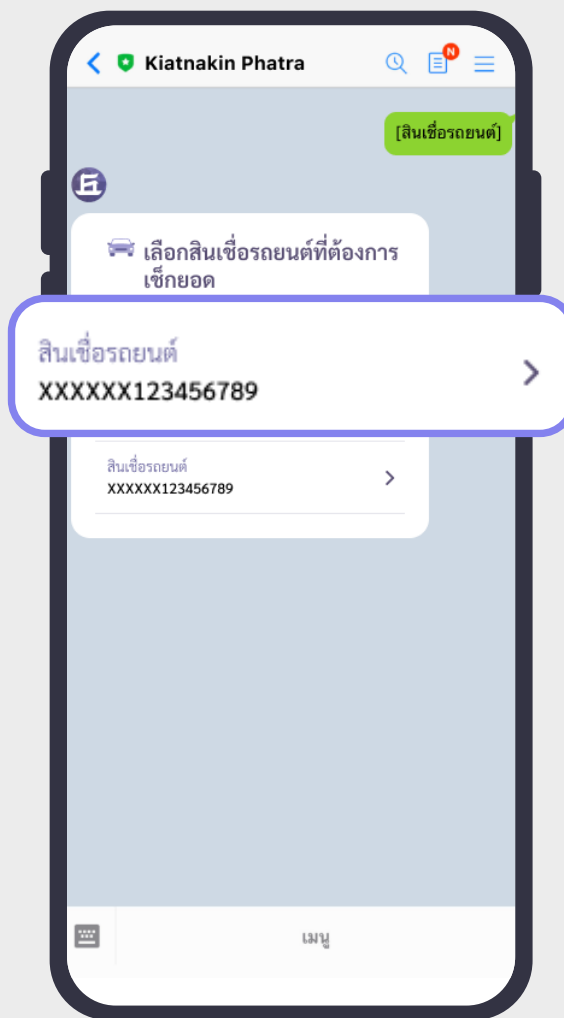 Kiatnakin Phatra
N
[สินเชื่อรถยนต์]
เลือกสินเชื่อรถยนต์ที่ต้องการ
เช็กยอด
สินเชื่อรถยนต์
XXXXXX123456789
สินเชื่อรถยนต์
XXXXXX123456789
เมนู